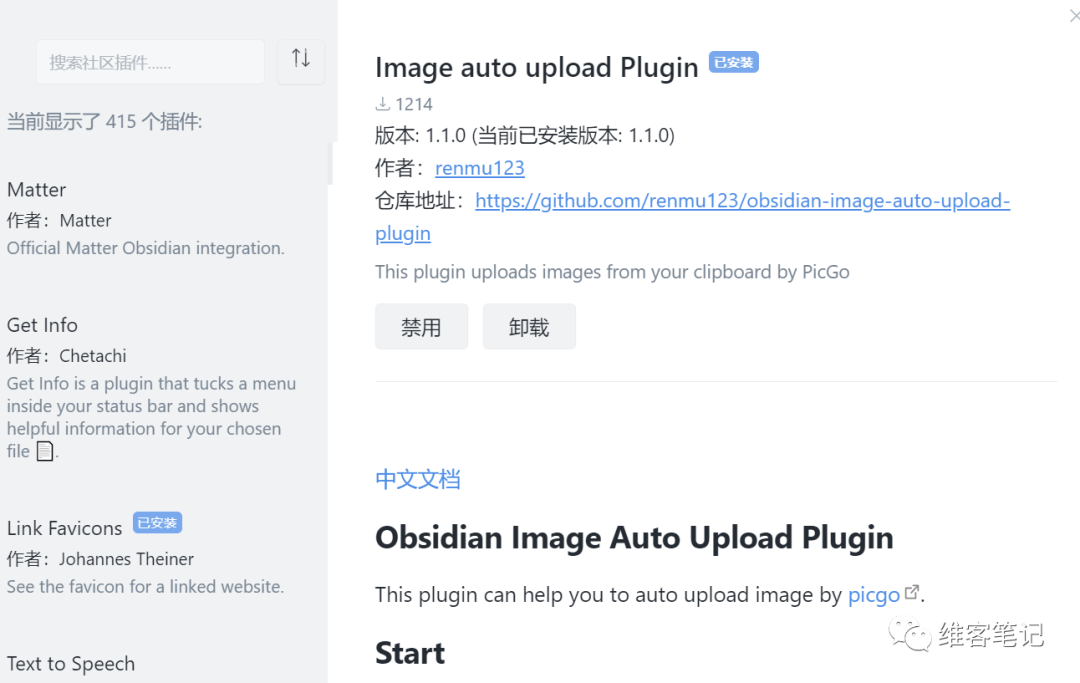 搜索社区插件......
当前显示了 415 个插件:
Matter
作者：Matter
Official Matter Obsidian integration.
Get Info
作者：Chetachi
Get Info is a plugin that tucks a menu
inside your status bar and shows
helpful information for your chosen
file 📄.
Link Favicons 已安装
作者：Johannes Theiner
See the favicon for a linked website.
Text to Speech
Image auto upload Plugin 已安装
1214
版本: 1.1.0 (当前已安装版本: 1.1.0)
作者：renmu123
仓库地址：https://github.com/renmu123/obsidian-image-auto-upload-
plugin
This plugin uploads images from your clipboard by PicGo
禁用 卸载
中文文档
Obsidian Image Auto Upload Plugin
This plugin can help you to auto upload image by picgo.
Start
维客笔记